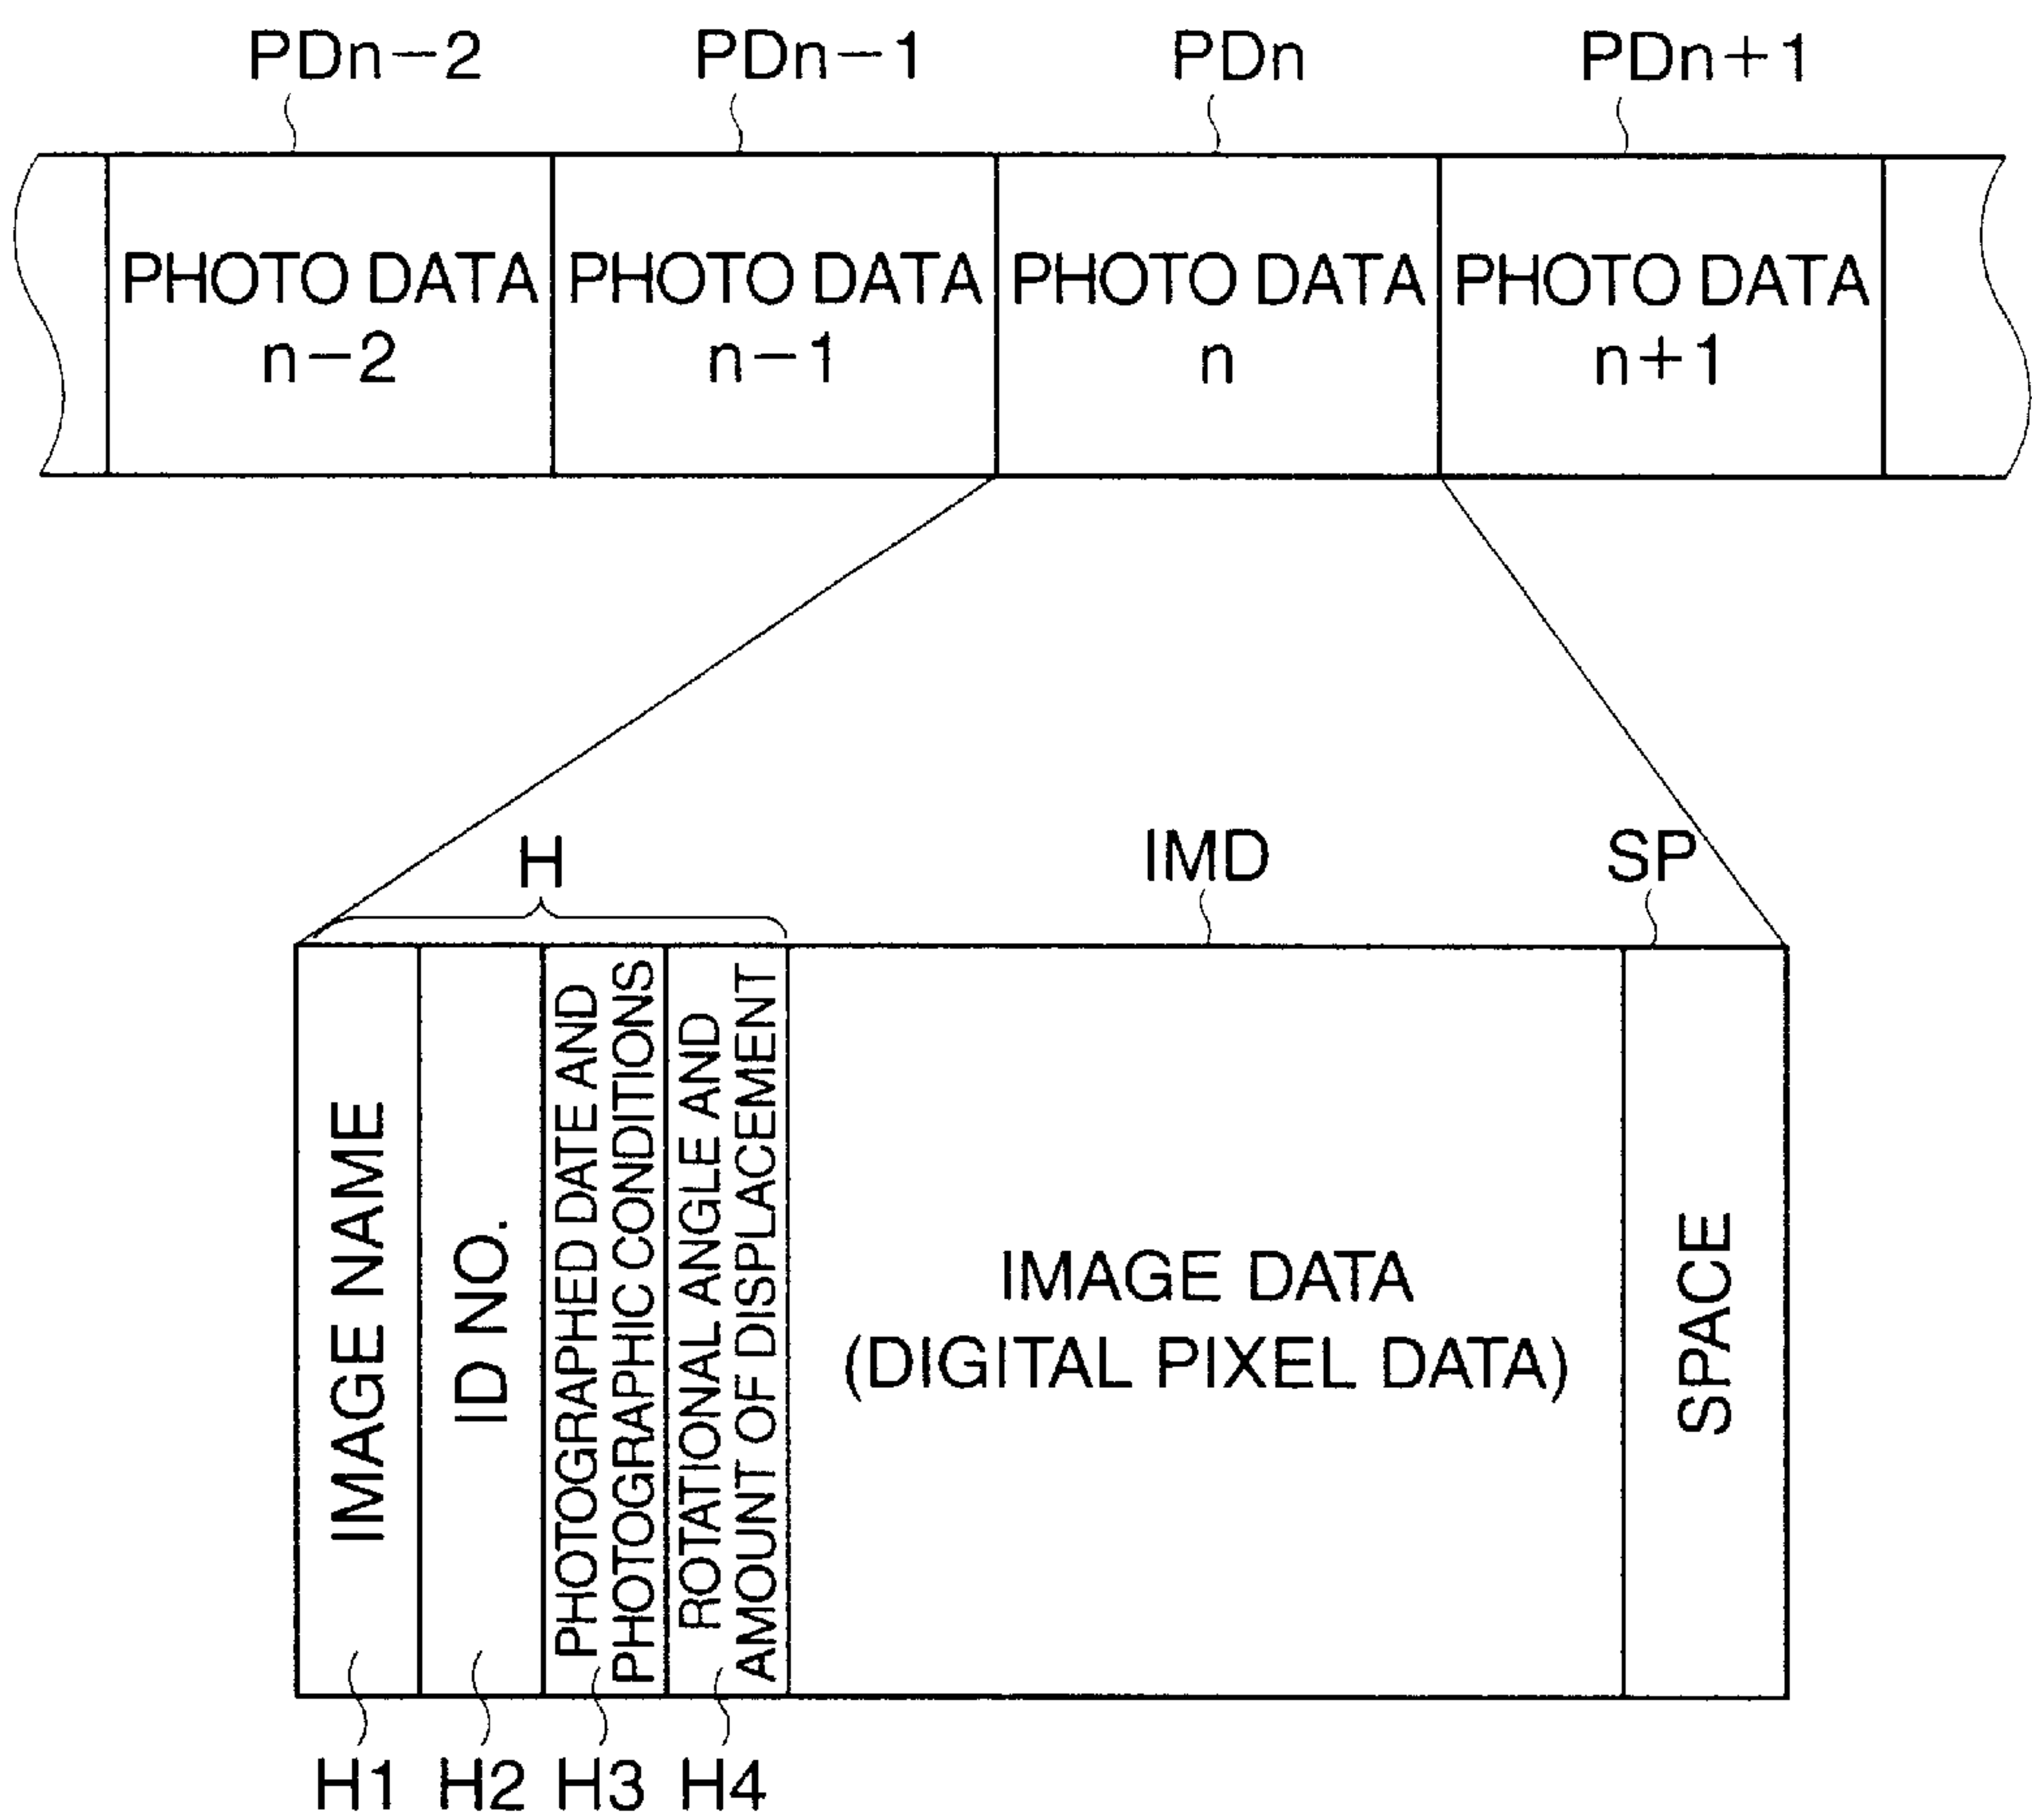 PDn−2 PDn−1 PDn PDn+1
PHOTO DATA PHOTO DATA PHOTO DATA PHOTO DATA
n−2 n−1 n n+1
H IMD SP
IMAGE NAME
ID NO.
PHOTOGRAPHED DATE AND
PHOTOGRAPHIC CONDITIONS
ROTATIONAL ANGLE AND
AMOUNT OF DISPLACEMENT
IMAGE DATA
(DIGITAL PIXEL DATA)
SPACE
H1 H2 H3 H4